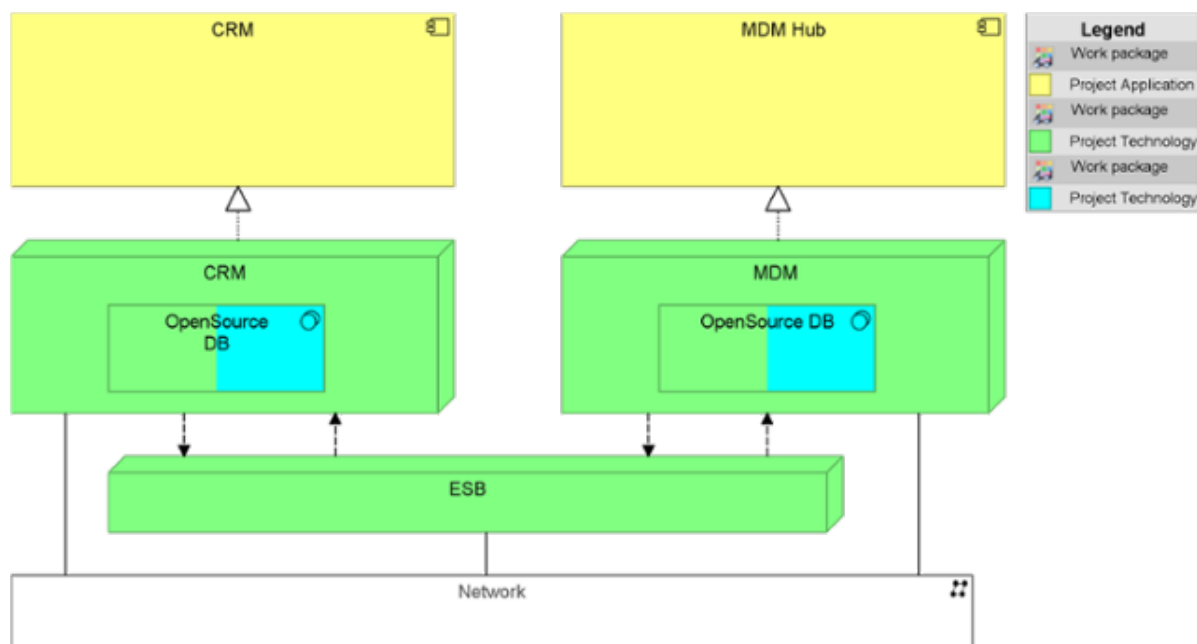 CRM
MDM Hub
Legend
Work package
Project Application
Work package
Project Technology
Work package
Project Technology
CRM
OpenSource
DB
MDM
OpenSource DB
ESB
Network